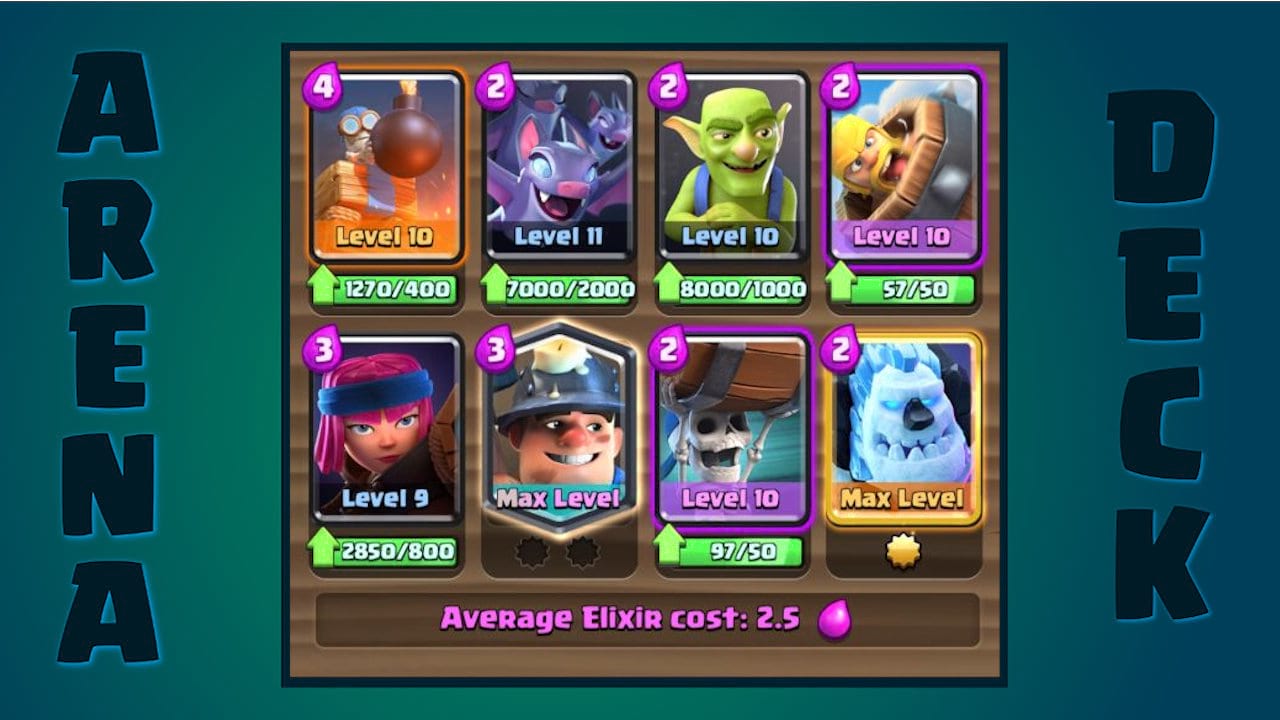 ARENA
4
2
2
2
Level 10
Level 11
Level 10
Level 10
1270/400
7000/2000
8000/1000
57/50
3
3
2
2
Level 9
Max Level
Level 10
Max Level
2850/800
97/50
Average Elixir cost: 2.5
DECK